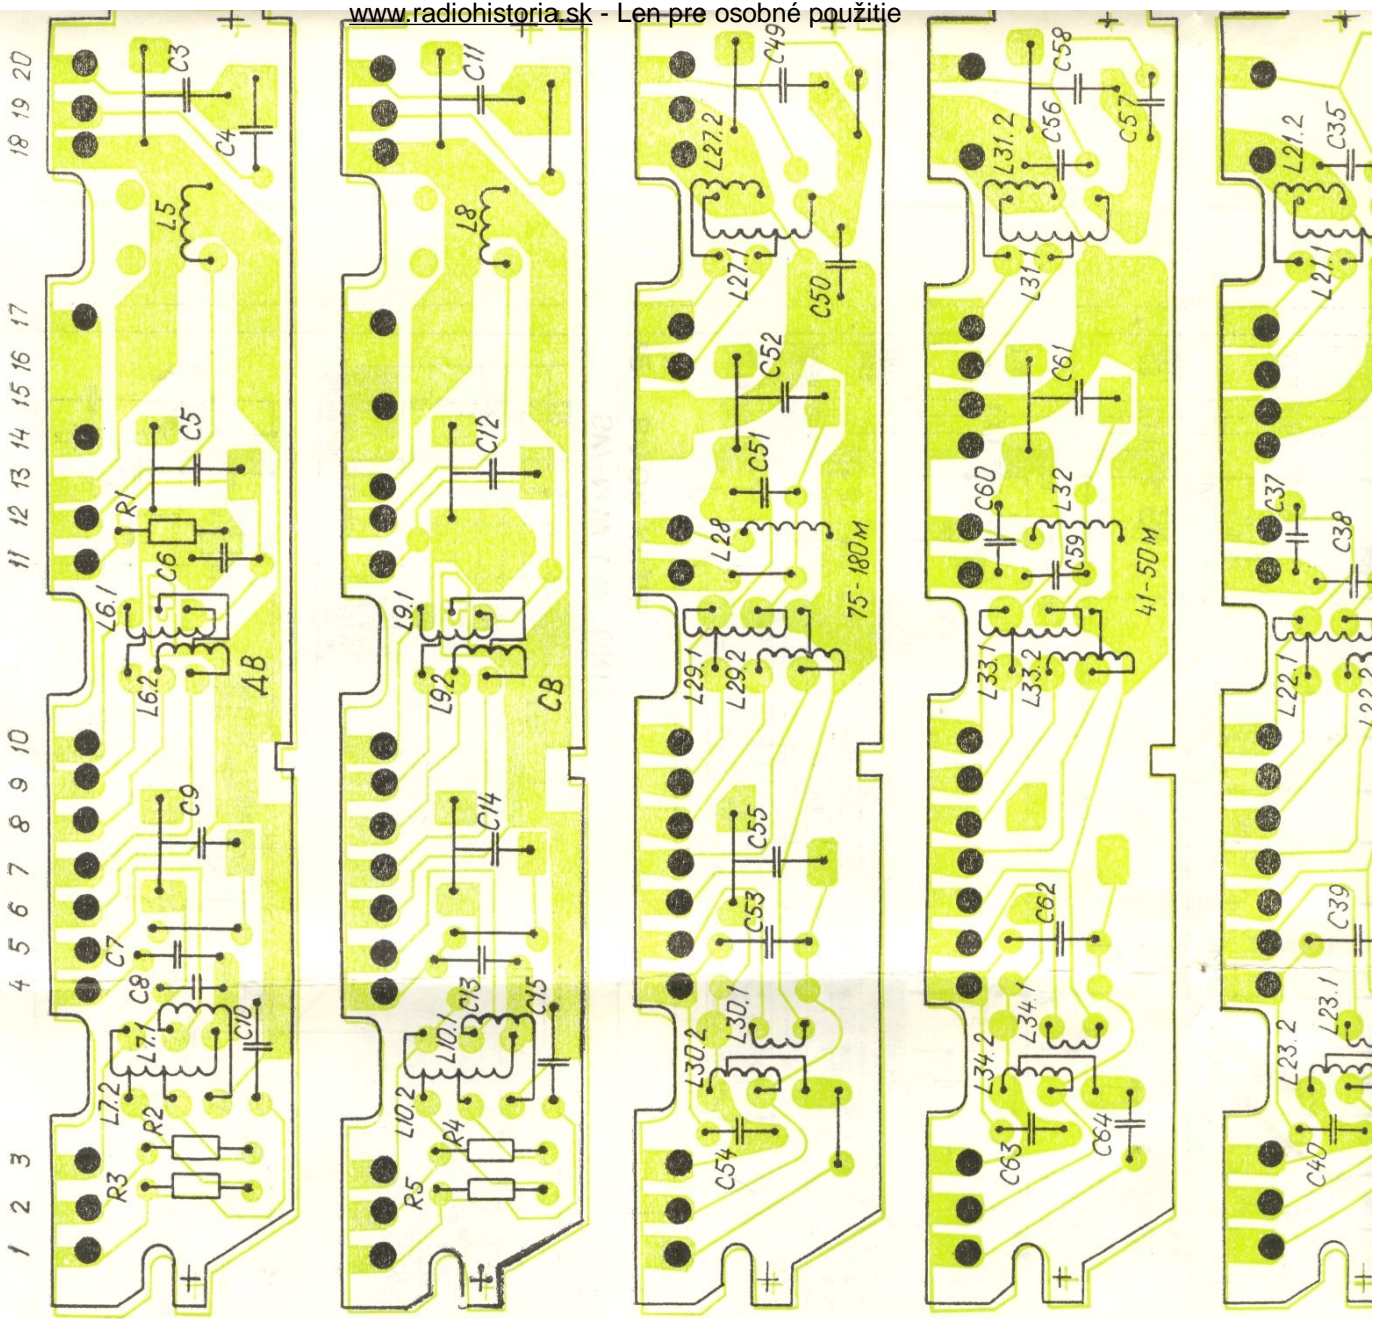 www.radiohistoria.sk - Len pre osobné použitie
20
19
18
17
16
15
14
13
12
11
10
9
8
7
6
5
4
3
2
1
C3
C4
L5
C5
R1
C6
L6.1
L6.2
ДВ
C9
C7
C8
L7.1
C10
L7.2
R2
R3
C11
L8
C12
L9.1
L9.2
СВ
C14
C13
C15
L10.1
L10.2
R4
R5
C49
L27.2
L27.1
C50
C52
C51
L28
75-180М
L29.1
L29.2
C55
C53
L30.1
L30.2
C54
C58
C56
C57
L31.2
L31.1
C61
C60
L32
C59
41-50М
L33.1
L33.2
C62
L34.1
L34.2
C63
C64
L21.2
C35
L21.1
C37
C38
L22.1
L22.2
C39
L23.1
L23.2
C40